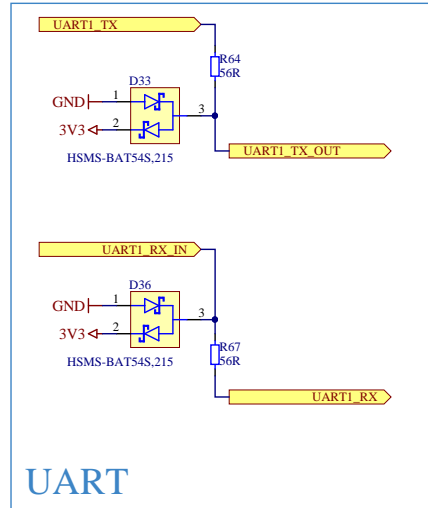 UART1_TX
R64
56R
D33
GND
1
3V3
2
3
HSMS-BAT54S,215
UART1_TX_OUT
UART1_RX_IN
D36
GND
1
3V3
2
3
HSMS-BAT54S,215
R67
56R
UART1_RX
UART